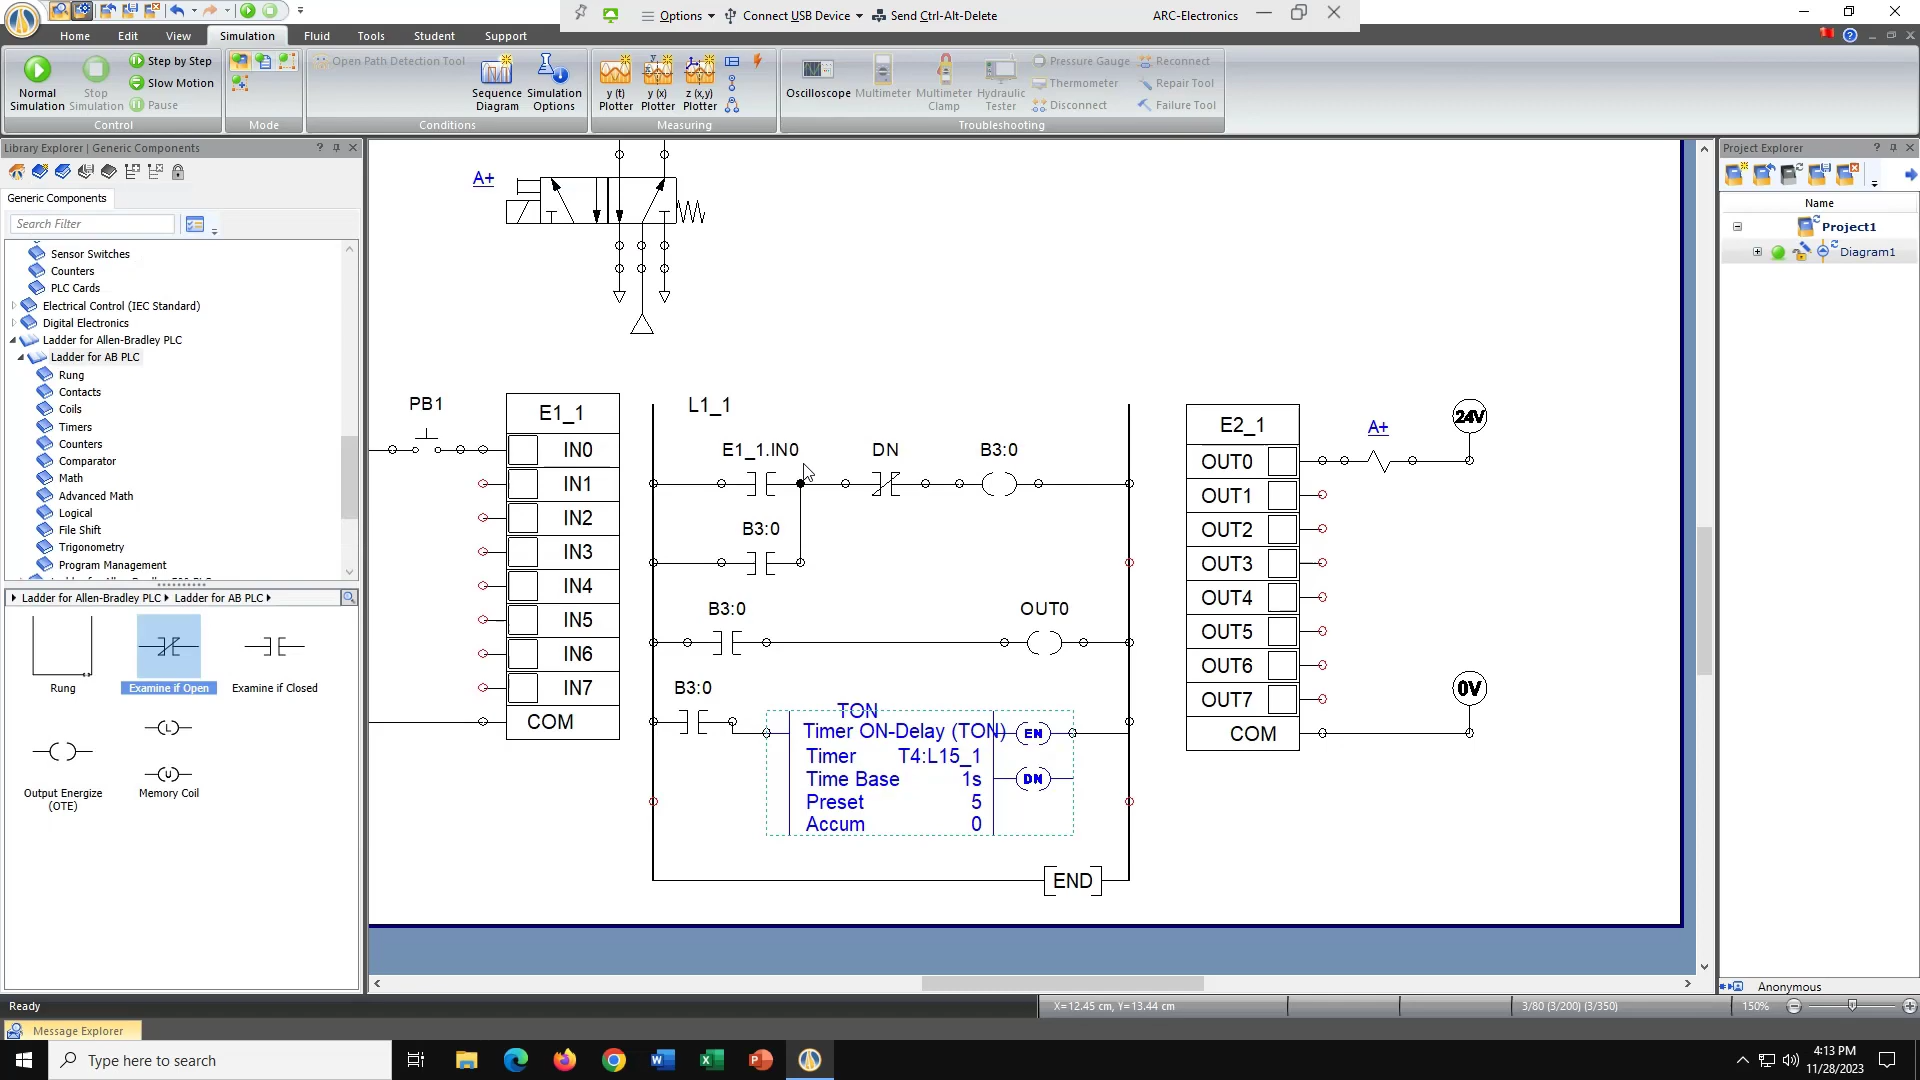 Options
Connect USB Device
Send Ctrl-Alt-Delete
ARC-Electronics
Home
Edit
View
Simulation
Fluid
Tools
Student
Support
Normal
Simulation
Stop
Simulation
Step by Step
Slow Motion
Pause
Control
Mode
Open Path Detection Tool
Sequence
Diagram
Simulation
Options
Conditions
y (t)
Plotter
y (x)
Plotter
z (x,y)
Plotter
Measuring
Oscilloscope
Multimeter
Multimeter
Clamp
Hydraulic
Tester
Pressure Gauge
Thermometer
Disconnect
Reconnect
Repair Tool
Failure Tool
Troubleshooting
Library Explorer | Generic Components
Generic Components
Search Filter
Sensor Switches
Counters
PLC Cards
Electrical Control (IEC Standard)
Digital Electronics
Ladder for Allen-Bradley PLC
Ladder for AB PLC
Rung
Contacts
Coils
Timers
Counters
Comparator
Math
Advanced Math
Logical
File Shift
Trigonometry
Program Management
Ladder for Allen-Bradley PLC
Ladder for AB PLC
Rung
Examine if Open
Examine if Closed
Output Energize
(OTE)
Memory Coil
L
U
A+
PB1
E1_1
IN0
IN1
IN2
IN3
IN4
IN5
IN6
IN7
COM
L1_1
E1_1.IN0
DN
B3:0
B3:0
B3:0
OUT0
B3:0
TON
Timer ON-Delay (TON)
EN
Timer T4:L15_1
Time Base 1s
DN
Preset 5
Accum 0
END
E2_1
OUT0
OUT1
OUT2
OUT3
OUT4
OUT5
OUT6
OUT7
COM
A+
24V
0V
Project Explorer
Name
Project1
Diagram1
Anonymous
Ready
X=12.45 cm, Y=13.44 cm
3/80 (3/200) (3/350)
150%
Message Explorer
Type here to search
4:13 PM
11/28/2023